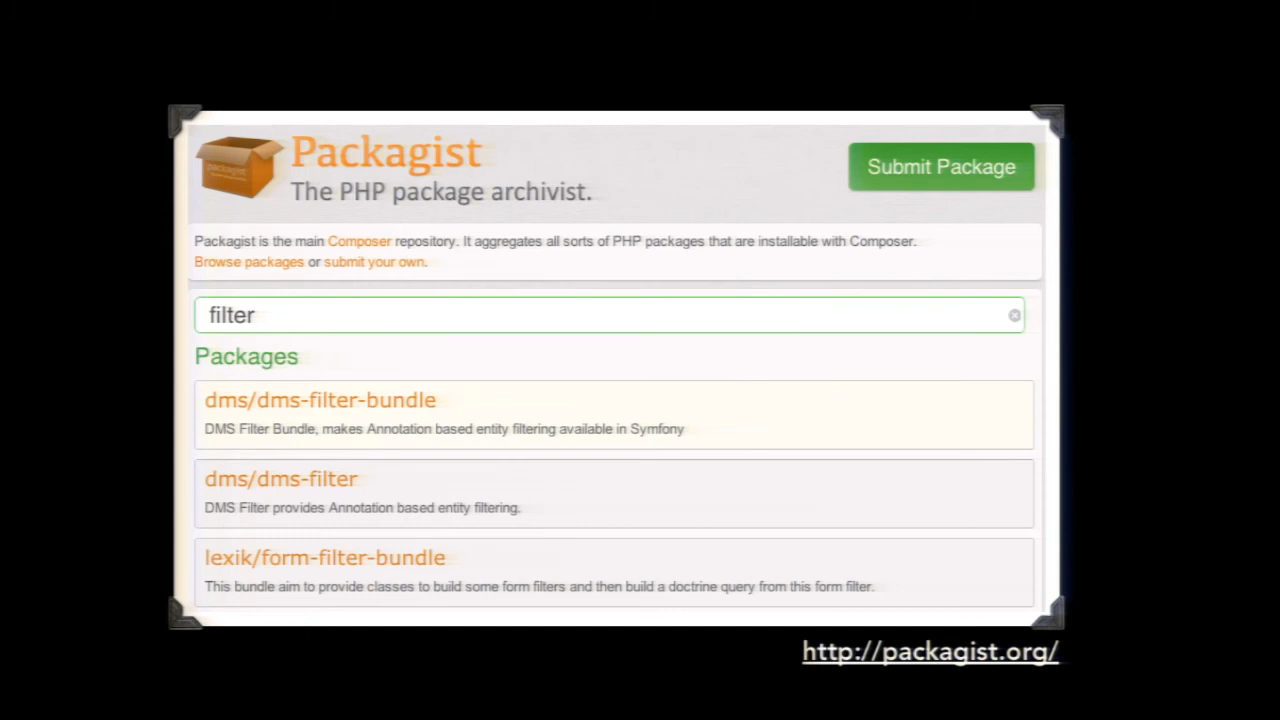 Packagist
The PHP package archivist.
Submit Package
Packagist is the main Composer repository. It aggregates all sorts of PHP packages that are installable with Composer.
Browse packages or submit your own.
filter
Packages
dms/dms-filter-bundle
DMS Filter Bundle, makes Annotation based entity filtering available in Symfony
dms/dms-filter
DMS Filter provides Annotation based entity filtering.
lexik/form-filter-bundle
This bundle aim to provide classes to build some form filters and then build a doctrine query from this form filter.
http://packagist.org/